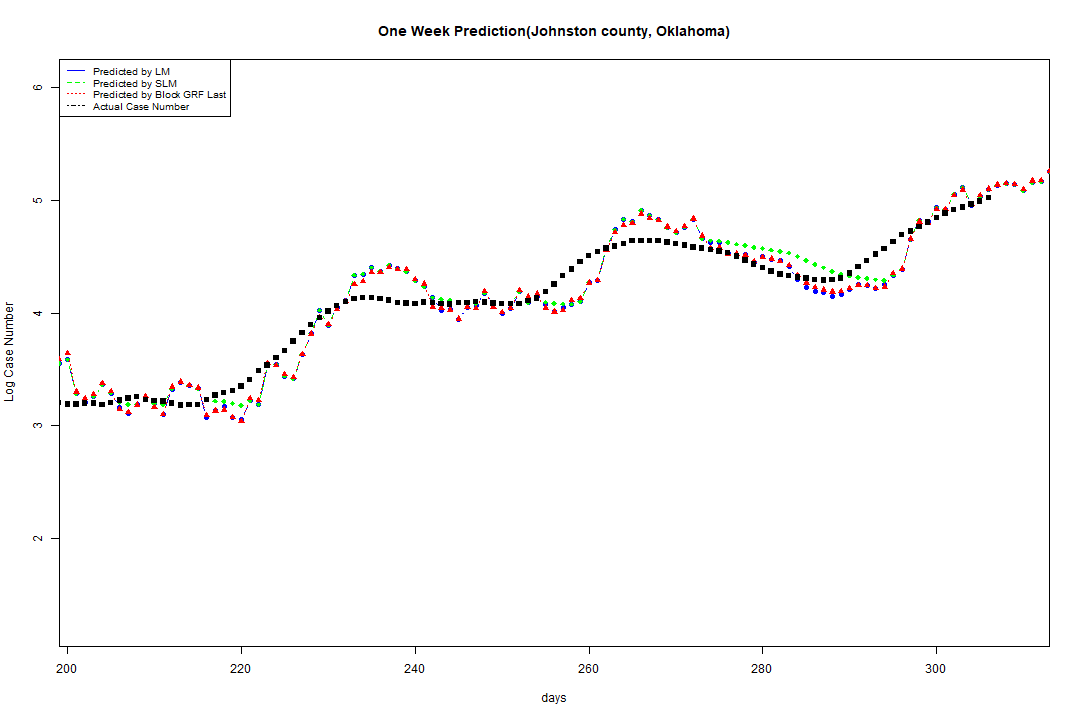 One Week Prediction(Johnston county, Oklahoma)
Predicted by LM
Predicted by SLM
Predicted by Block GRF Last
Actual Case Number
6
5
4
3
2
Log Case Number
200 220 240 260 280 300
days